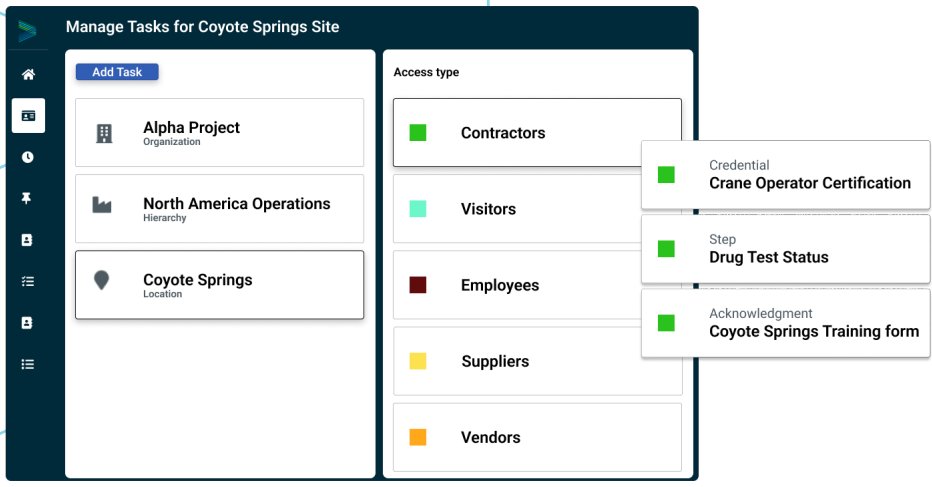 Manage Tasks for Coyote Springs Site
Add Task
Alpha Project
Organization
North America Operations
Hierarchy
Coyote Springs
Location
Access type
Contractors
Visitors
Employees
Suppliers
Vendors
Credential
Crane Operator Certification
Step
Drug Test Status
Acknowledgment
Coyote Springs Training form